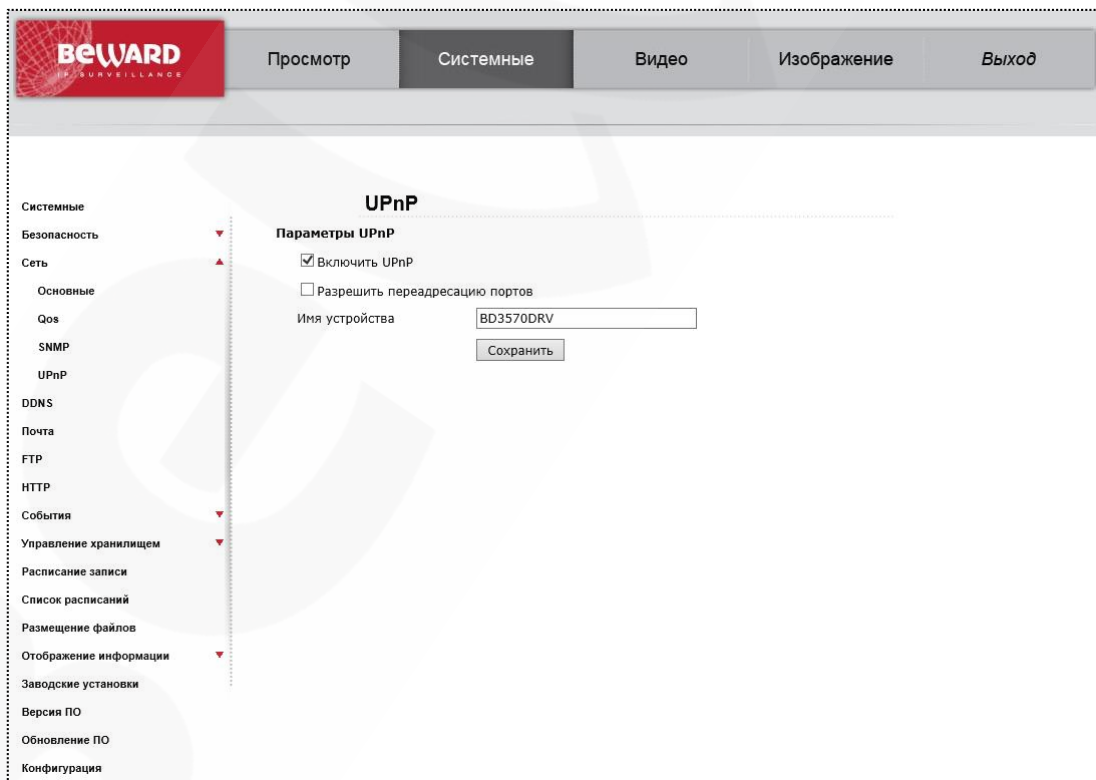 BEWARD
IP SURVEILLANCE
Просмотр
Системные
Видео
Изображение
Выход
UPnP
Системные
Безопасность
Сеть
Основные
Qos
SNMP
UPnP
DDNS
Почта
FTP
HTTP
События
Управление хранилищем
Расписание записи
Список расписаний
Размещение файлов
Отображение информации
Заводские установки
Версия ПО
Обновление ПО
Конфигурация
Параметры UPnP
Включить UPnP
Разрешить переадресацию портов
Имя устройства BD3570DRV
Сохранить